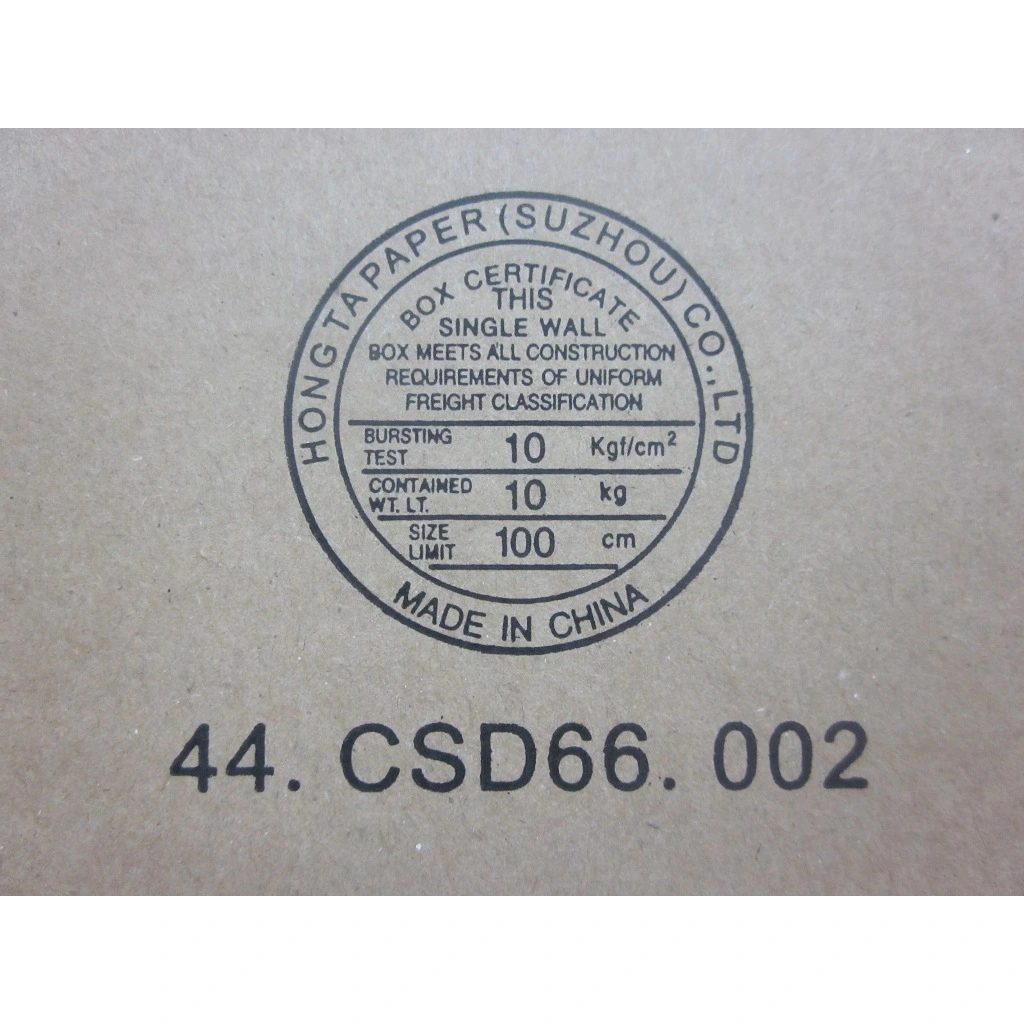 HONG TA PAPER (SUZHOU) CO.,LTD
BOX CERTIFICATE
THIS
SINGLE WALL
BOX MEETS ALL CONSTRUCTION
REQUIREMENTS OF UNIFORM
FREIGHT CLASSIFICATION
BURSTING TEST 10 Kgf/cm²
CONTAINED WT. LT. 10 kg
SIZE LIMIT 100 cm
MADE IN CHINA
44. CSD66. 002